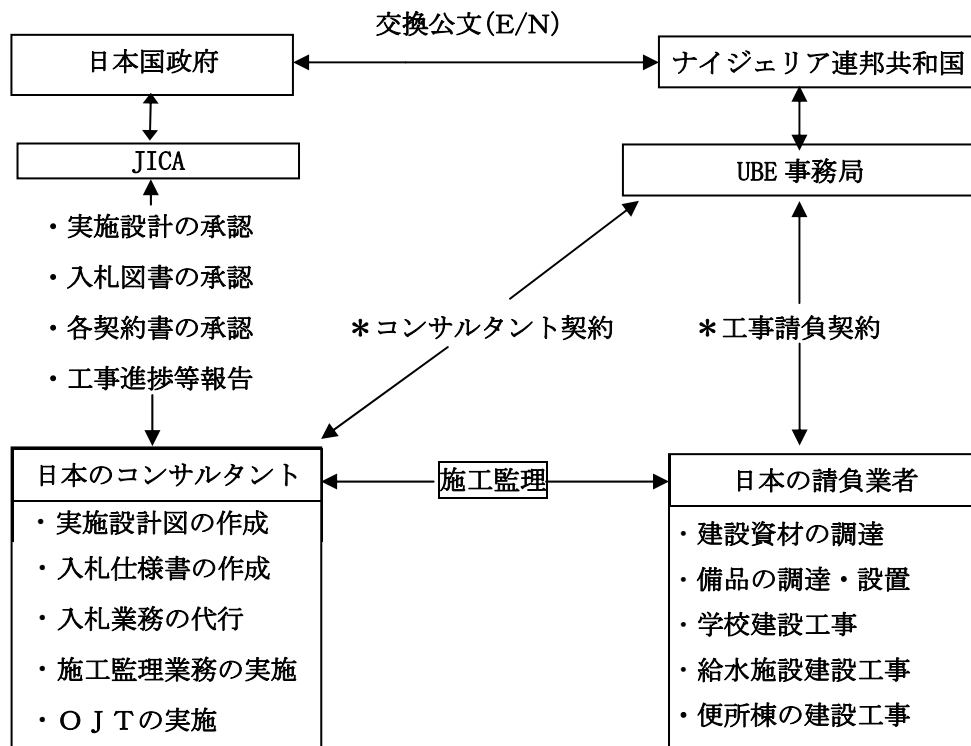 交換公文(E/N)
日本国政府
ナイジェリア連邦共和国
JICA
UBE 事務局
・実施設計の承認
・入札図書の承認
・各契約書の承認
・工事進捗等報告
＊コンサルタント契約
＊工事請負契約
日本のコンサルタント
・実施設計図の作成
・入札仕様書の作成
・入札業務の代行
・施工監理業務の実施
・ＯＪＴの実施
施工監理
日本の請負業者
・建設資材の調達
・備品の調達・設置
・学校建設工事
・給水施設建設工事
・便所棟の建設工事